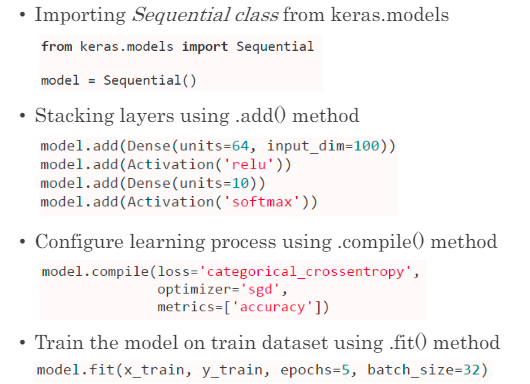 • Importing Sequential class from keras.models
from keras.models import Sequential
model = Sequential()
• Stacking layers using .add() method
model.add(Dense(units=64, input_dim=100))
model.add(Activation('relu'))
model.add(Dense(units=10))
model.add(Activation('softmax'))
• Configure learning process using .compile() method
model.compile(loss='categorical_crossentropy',
optimizer='sgd',
metrics=['accuracy'])
• Train the model on train dataset using .fit() method
model.fit(x_train, y_train, epochs=5, batch_size=32)